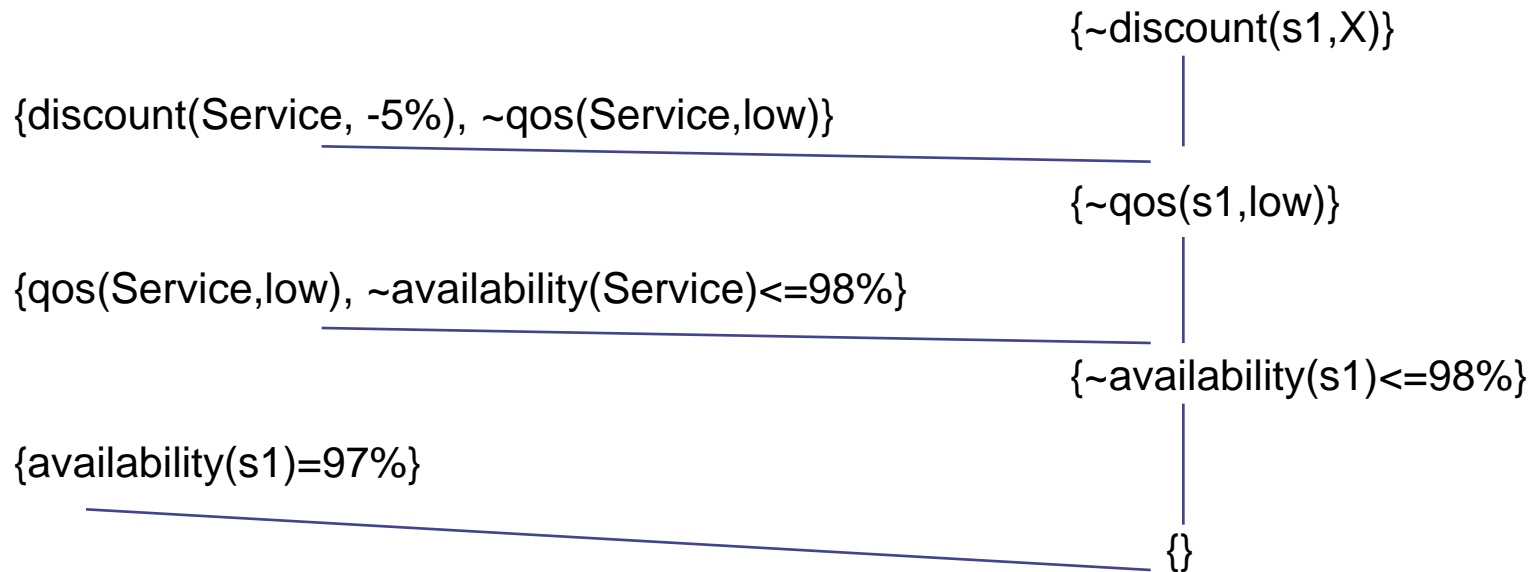 {~discount(s1,X)}
{discount(Service, -5%), ~qos(Service,low)}
{~qos(s1,low)}
{qos(Service,low), ~availability(Service)<=98%}
{~availability(s1)<=98%}
{availability(s1)=97%}
{}